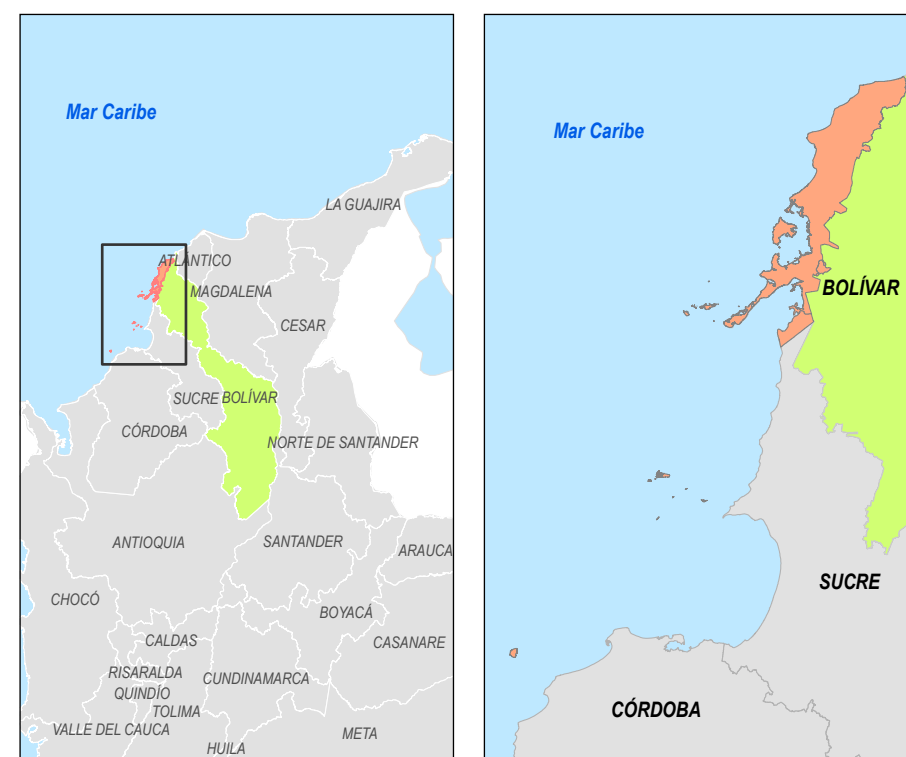 Mar Caribe
LA GUAJIRA
ATLÁNTICO
MAGDALENA
CESAR
SUCRE
BOLÍVAR
CÓRDOBA
NORTE DE SANTANDER
ANTIOQUIA
SANTANDER
ARAUCA
CHOCÓ
BOYACÁ
CALDAS
CASANARE
RISARALDA
CUNDINAMARCA
QUINDÍO
TOLIMA
VALLE DEL CAUCA
META
HUILA
Mar Caribe
BOLÍVAR
SUCRE
CÓRDOBA